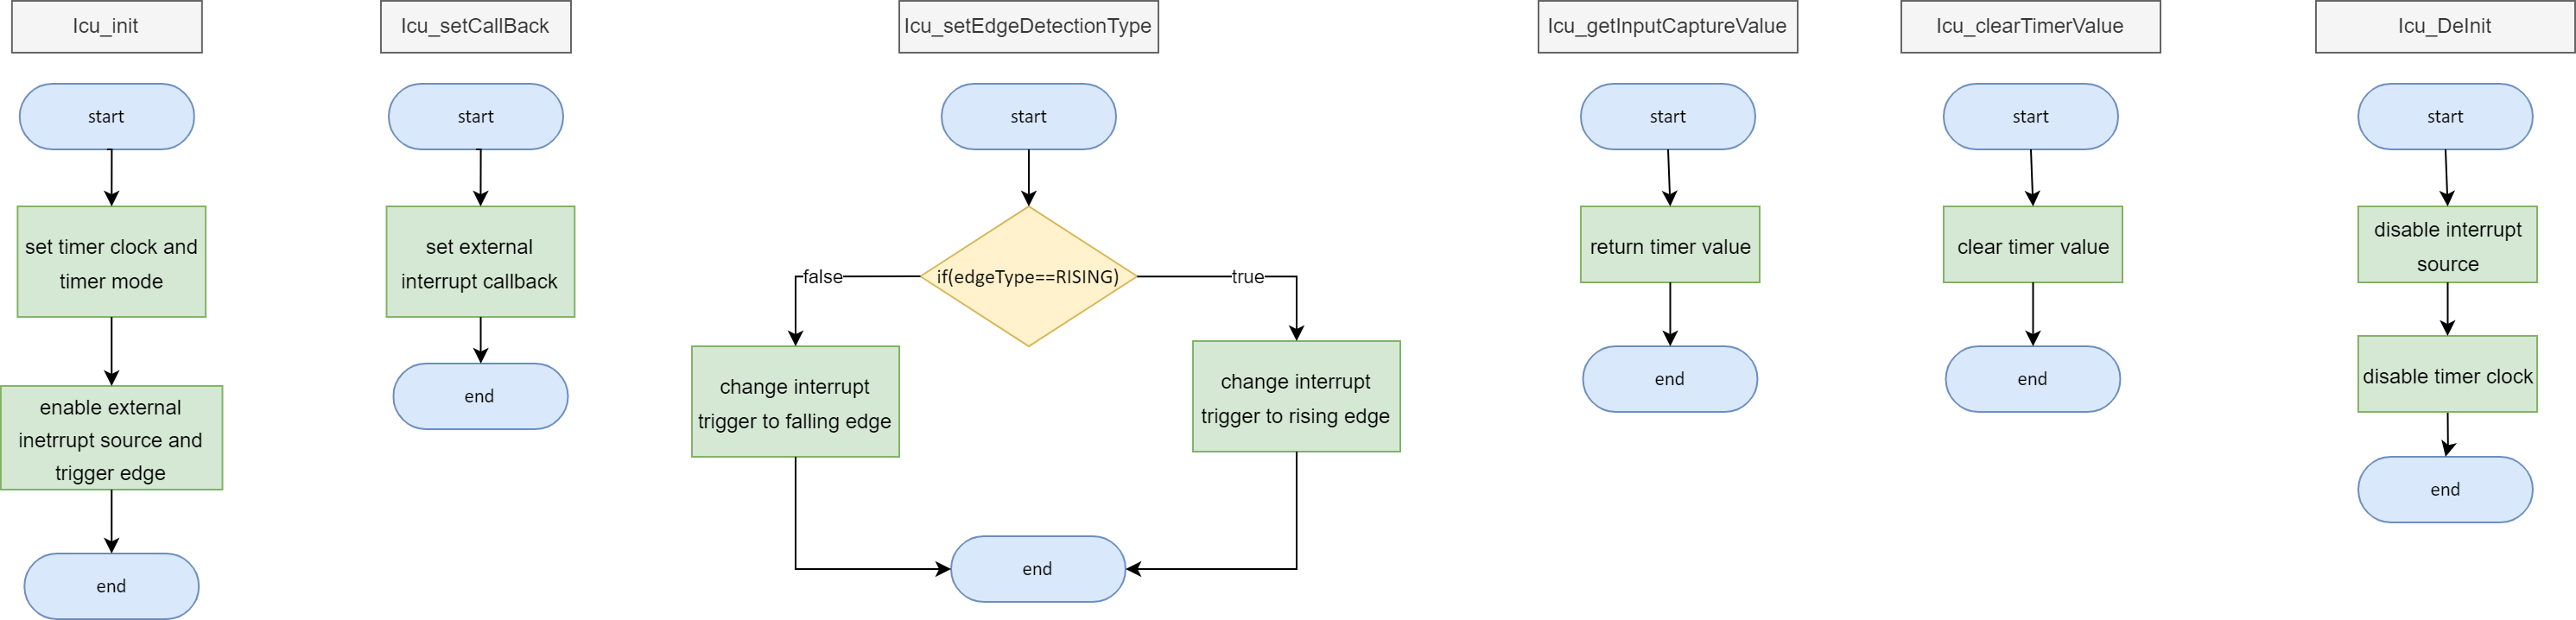 Icu_init
start
set timer clock and
timer mode
enable external
inetrrupt source and
trigger edge
end
Icu_setCallBack
start
set external
interrupt callback
end
Icu_setEdgeDetectionType
start
if(edgeType==RISING)
false
true
change interrupt
trigger to falling edge
change interrupt
trigger to rising edge
end
Icu_getInputCaptureValue
start
return timer value
end
Icu_clearTimerValue
start
clear timer value
end
Icu_DeInit
start
disable interrupt
source
disable timer clock
end